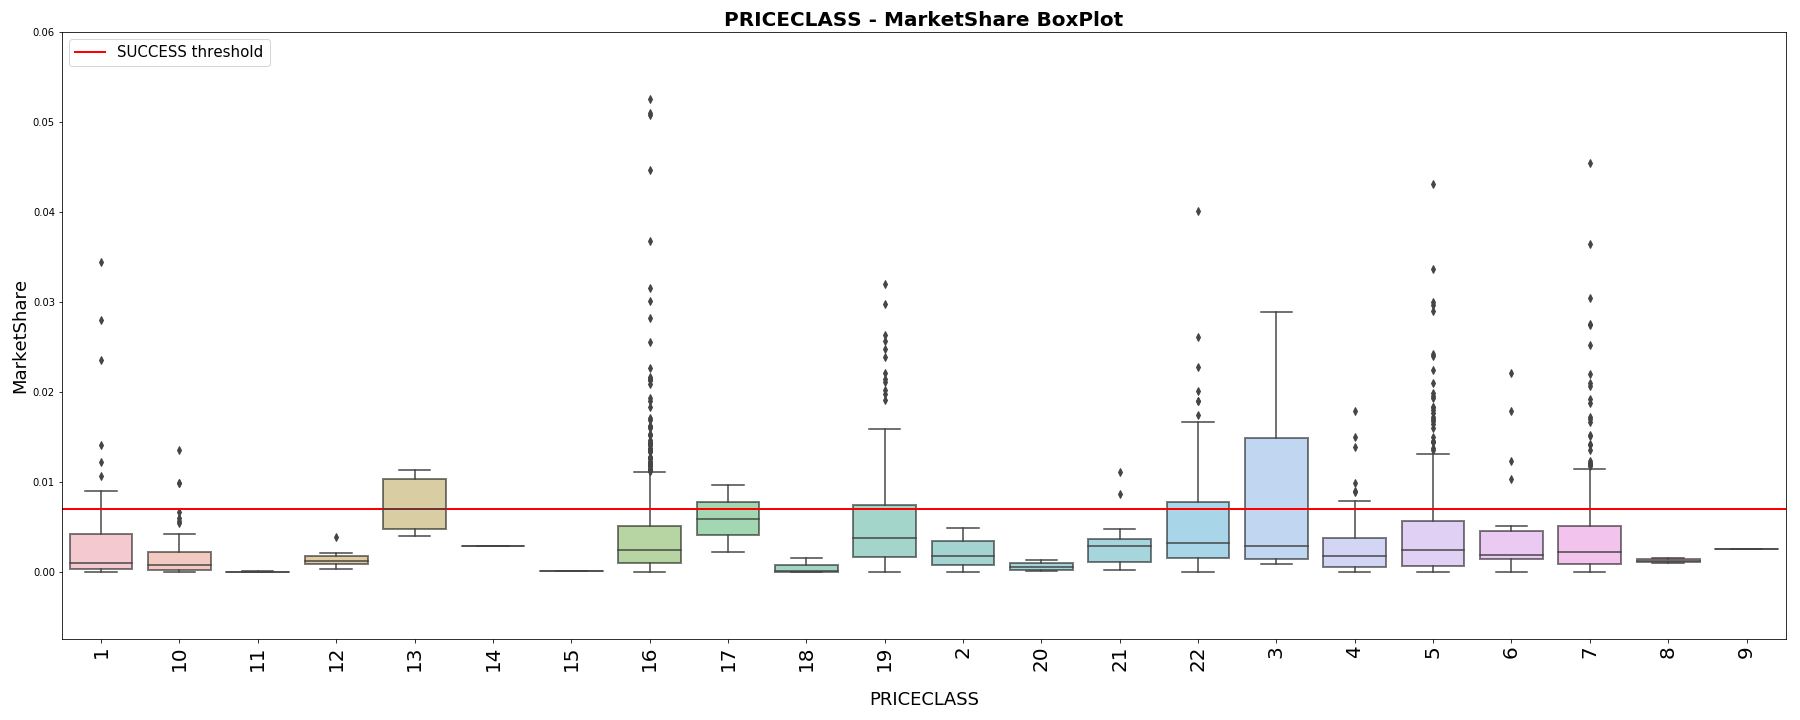 PRICECLASS - MarketShare BoxPlot
SUCCESS threshold
MarketShare
0.06
0.05
0.04
0.03
0.02
0.01
0.00
1 10 11 12 13 14 15 16 17 18 19 2 20 21 22 3 4 5 6 7 8 9
PRICECLASS